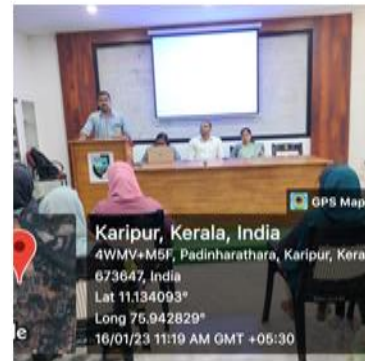 GPS Map
Karipur, Kerala, India
4WMV+M5F, Padinharathara, Karipur, Kera
673647, India
Lat 11.134093°
Long 75.942829°
16/01/23 11:19 AM GMT +05:30
le